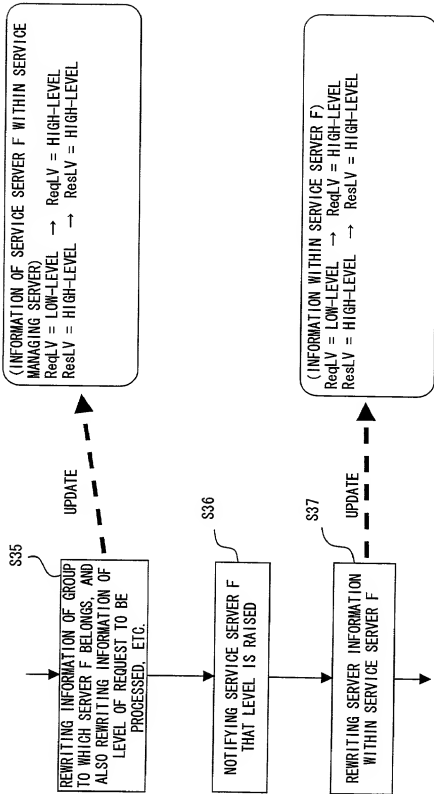 S35
REWRITING INFORMATION OF GROUP
TO WHICH SERVER F BELONGS, AND
ALSO REWRITING INFORMATION OF
LEVEL OF REQUEST TO BE
PROCESSED, ETC.
UPDATE
(INFORMATION OF SERVICE SERVER F WITHIN SERVICE
MANAGING SERVER)
ReqLV = LOW-LEVEL → ReqLV = HIGH-LEVEL
ResLV = HIGH-LEVEL → ResLV = HIGH-LEVEL
S36
NOTIFYING SERVICE SERVER F
THAT LEVEL IS RAISED
S37
REWRITING SERVER INFORMATION
WITHIN SERVICE SERVER F
UPDATE
(INFORMATION WITHIN SERVICE SERVER F)
ReqLV = LOW-LEVEL → ReqLV = HIGH-LEVEL
ResLV = HIGH-LEVEL → ResLV = HIGH-LEVEL